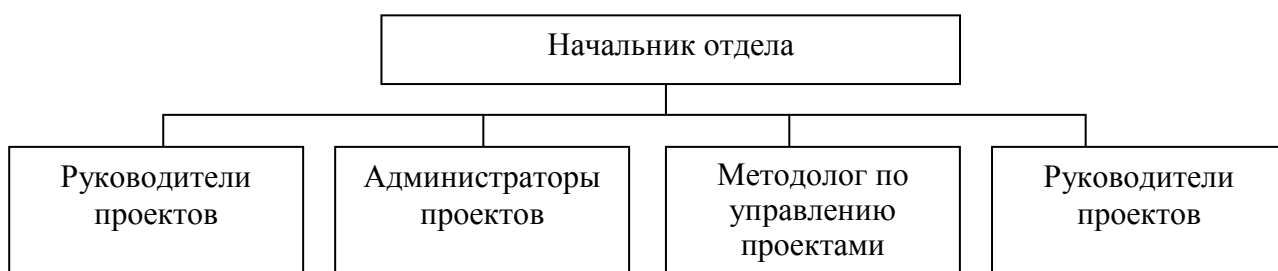 Начальник отдела
Руководители
проектов
Администраторы
проектов
Методолог по
управлению
проектами
Руководители
проектов